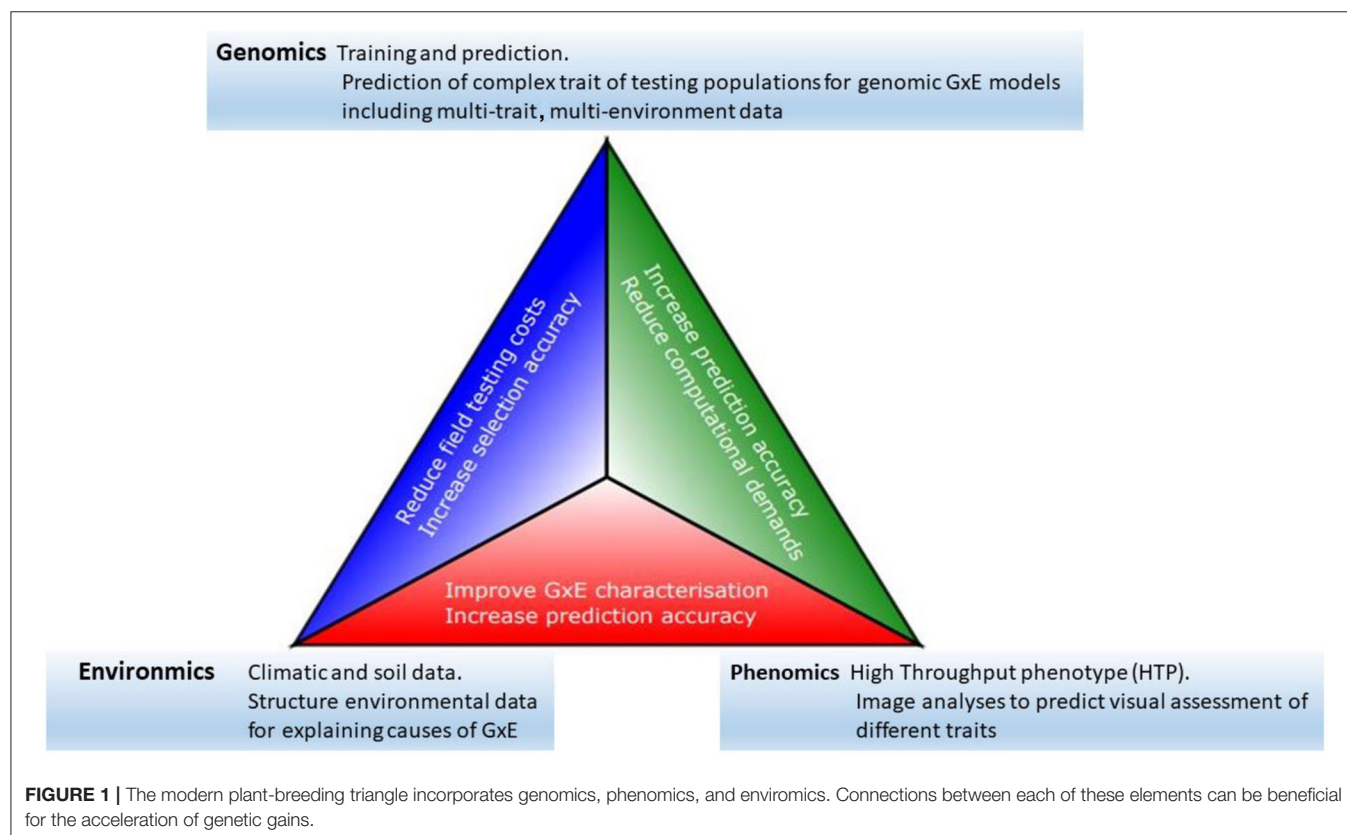 Genomics Training and prediction.
Prediction of complex trait of testing populations for genomic GxE models
including multi-trait, multi-environment data
Reduce field testing costs
Increase selection accuracy
Increase prediction accuracy
Reduce computational demands
Improve GxE characterisation
Increase prediction accuracy
Environmics Climatic and soil data.
Structure environmental data
for explaining causes of GxE
Phenomics High Throughput phenotype (HTP).
Image analyses to predict visual assessment of
different traits
FIGURE 1 | The modern plant-breeding triangle incorporates genomics, phenomics, and enviromics. Connections between each of these elements can be beneficial
for the acceleration of genetic gains.